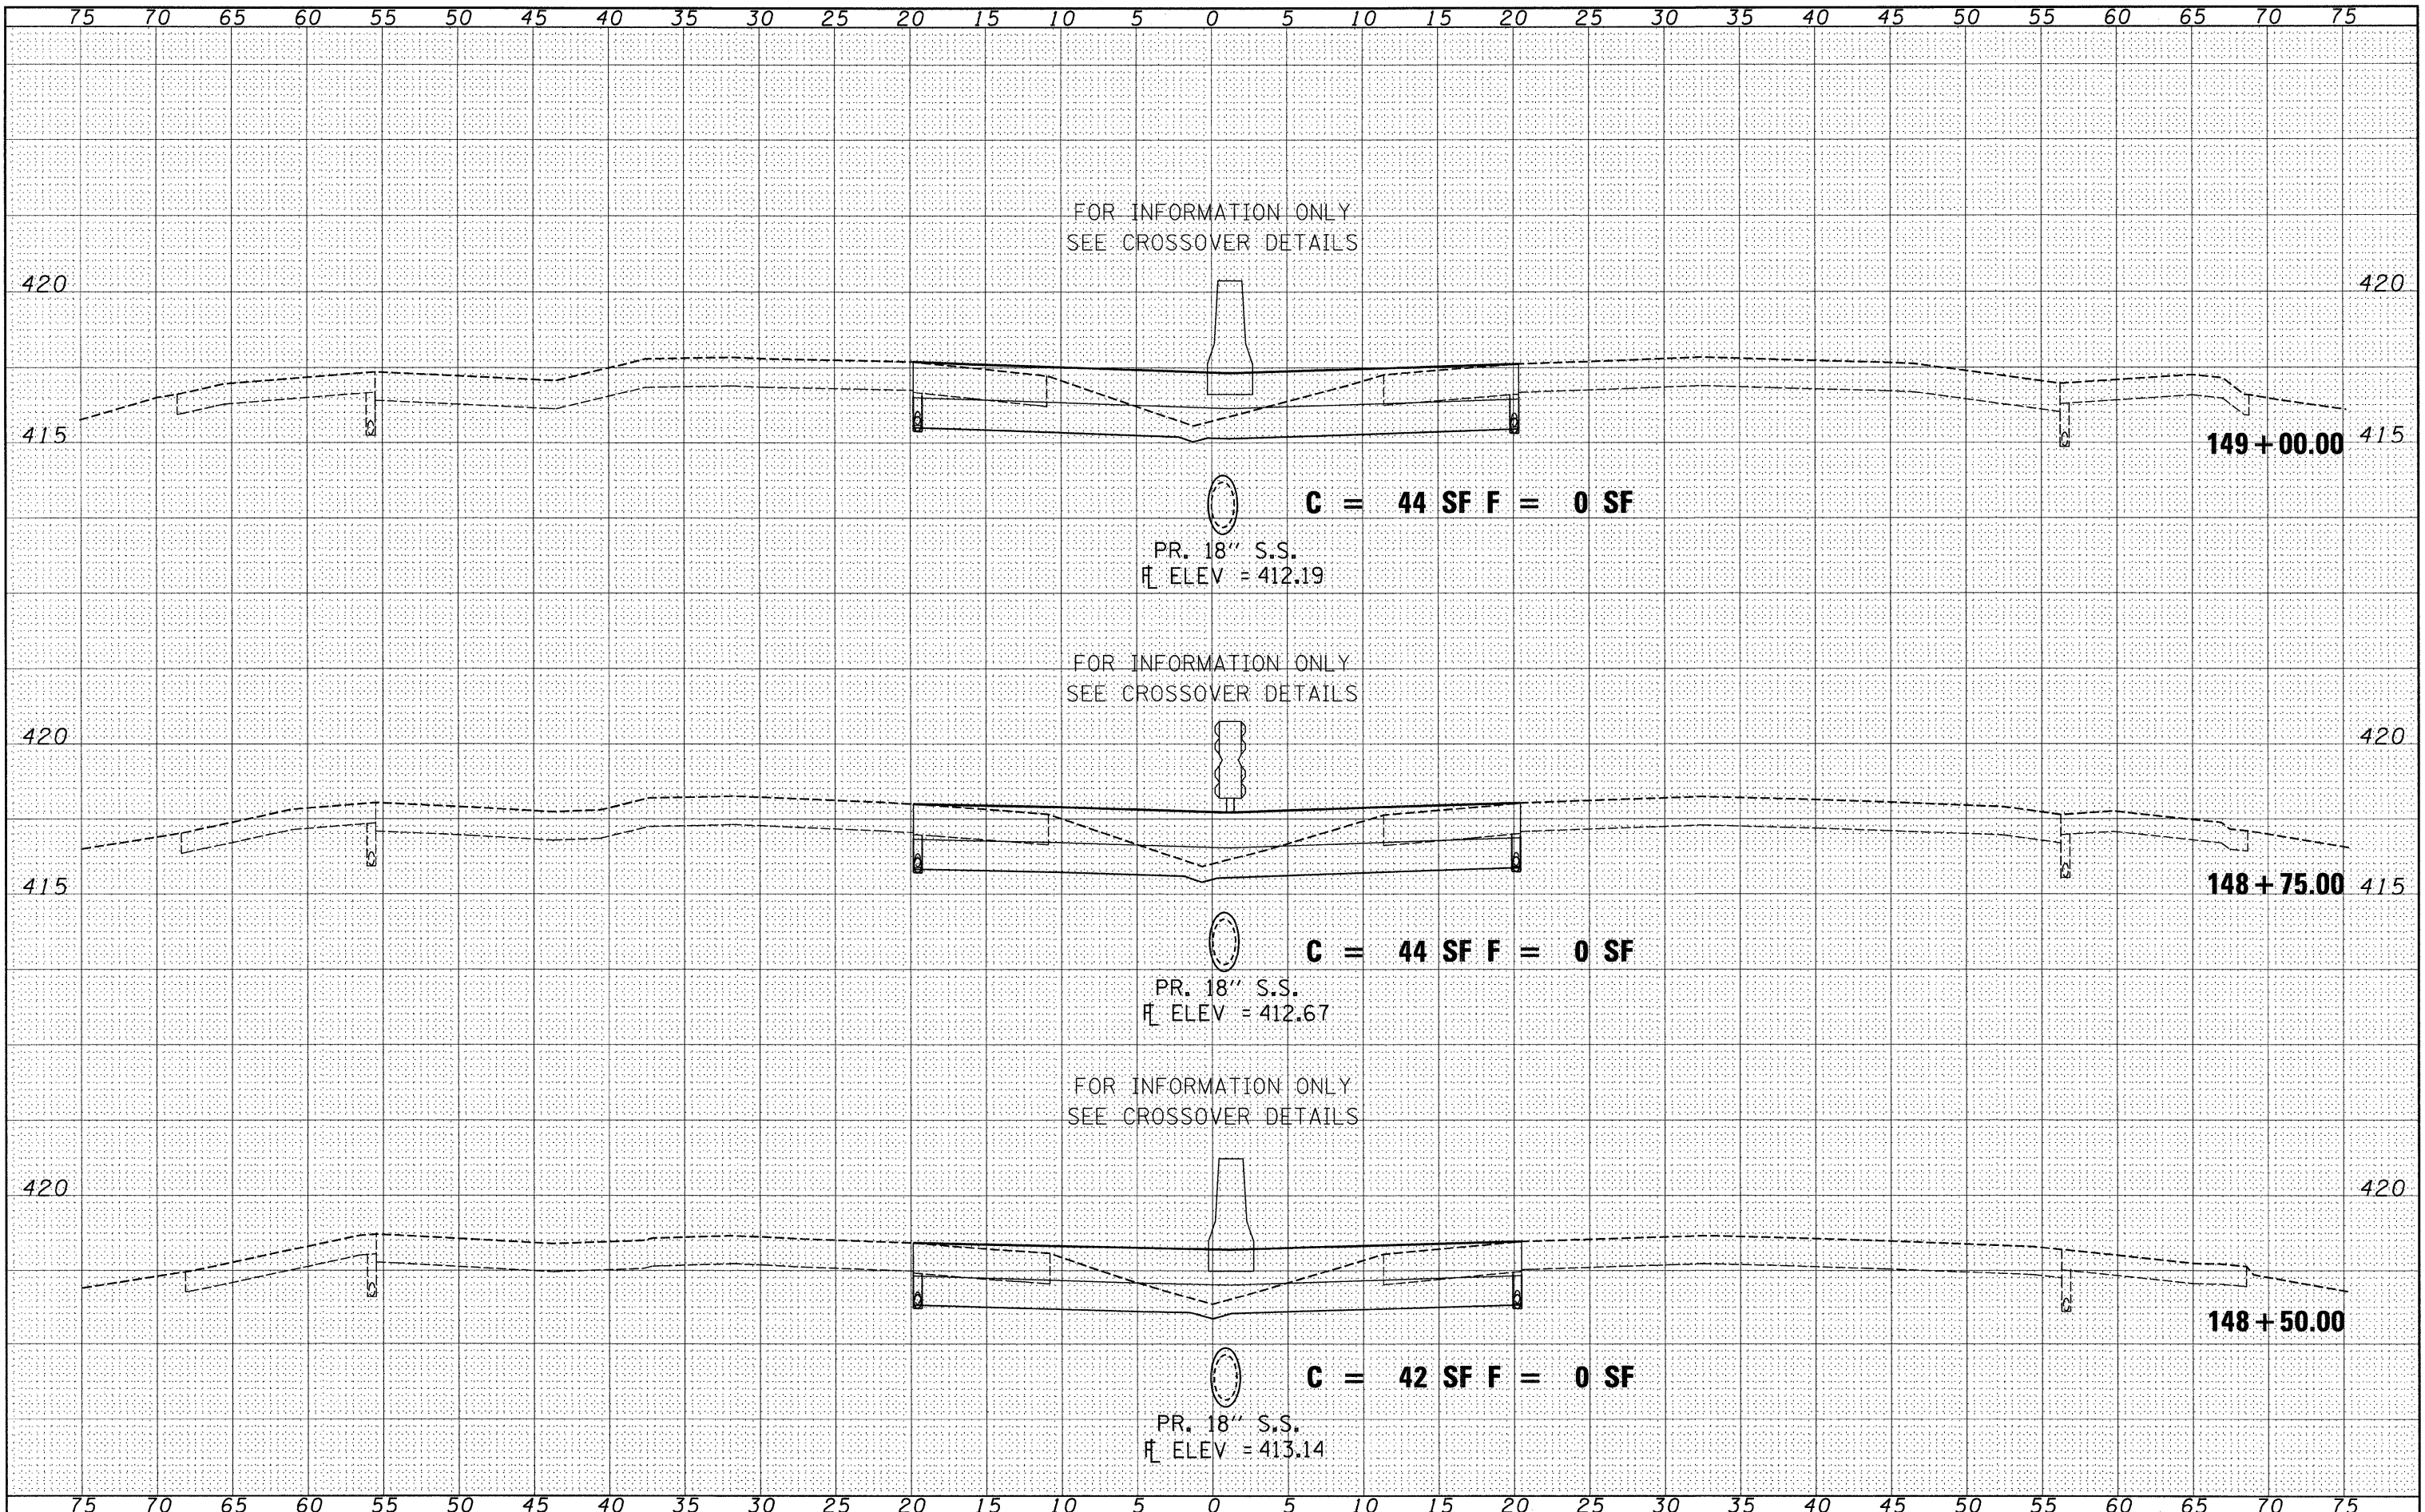 75 70 65 60 55 50 45 40 35 30 25 20 15 10 5 0 5 10 15 20 25 30 35 40 45 50 55 60 65 70 75
FOR INFORMATION ONLY
SEE CROSSOVER DETAILS
420 420
415 149+00.00 415
C = 44 SF F = 0 SF
PR. 18" S.S.
FL ELEV = 412.19
FOR INFORMATION ONLY
SEE CROSSOVER DETAILS
420 420
415 148+75.00 415
C = 44 SF F = 0 SF
PR. 18" S.S.
FL ELEV = 412.67
FOR INFORMATION ONLY
SEE CROSSOVER DETAILS
420 420
148+50.00
C = 42 SF F = 0 SF
PR. 18" S.S.
FL ELEV = 413.14
75 70 65 60 55 50 45 40 35 30 25 20 15 10 5 0 5 10 15 20 25 30 35 40 45 50 55 60 65 70 75